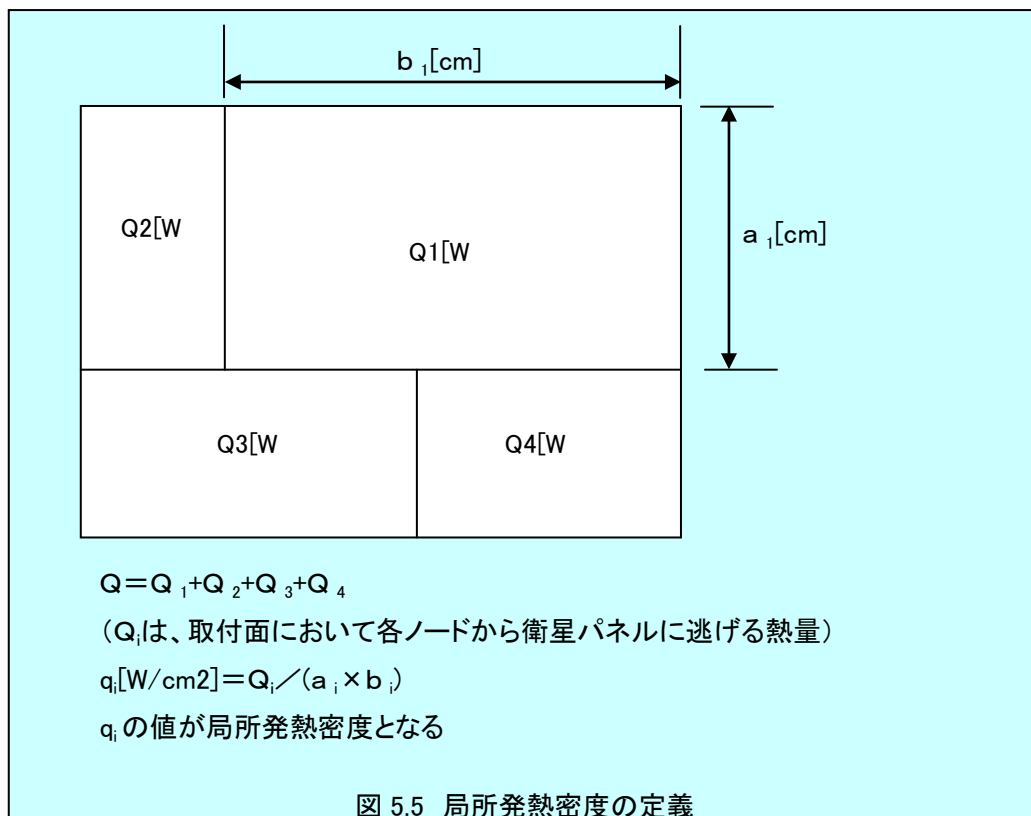 b 1[cm]
Q2[W
Q1[W
a 1[cm]
Q3[W
Q4[W
Q=Q 1+Q 2+Q 3+Q 4
(Qiは、取付面において各ノードから衛星パネルに逃げる熱量)
qi[W/cm2]=Qi/(a i×b i)
qiの値が局所発熱密度となる
図 5.5 局所発熱密度の定義